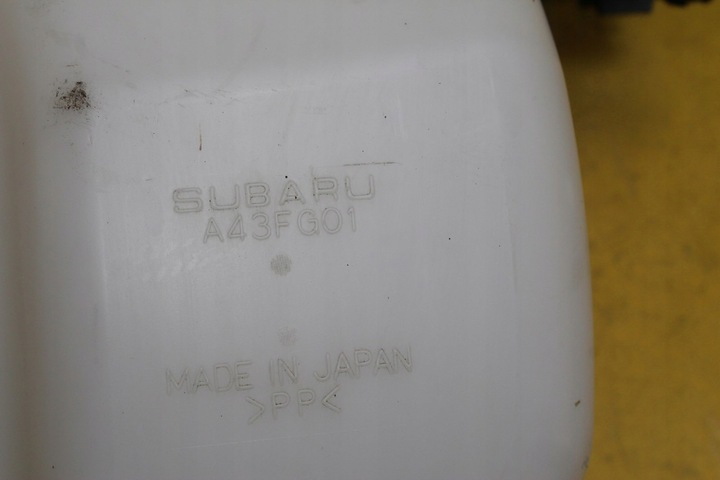 SUBARU
A43FG01
MADE IN JAPAN
>PP<